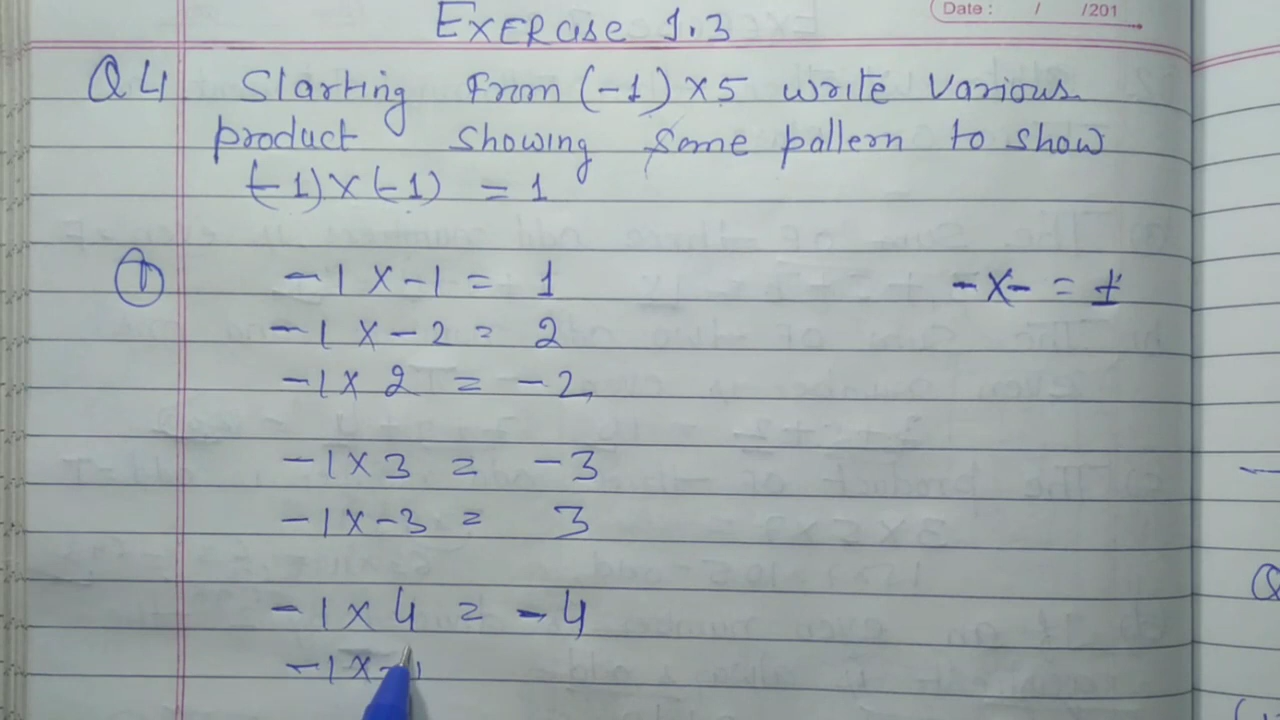 Exercise 1.3
Date : / /201
Q4 Starting From (-1) x 5 write various
product showing some pattern to show
(-1) x (-1) = 1
-1 x -1 = 1 - x - = +
-1 x -2 = 2
-1 x 2 = -2
-1 x 3 = -3
-1 x -3 = 3
-1 x 4 = -4
-1 x -